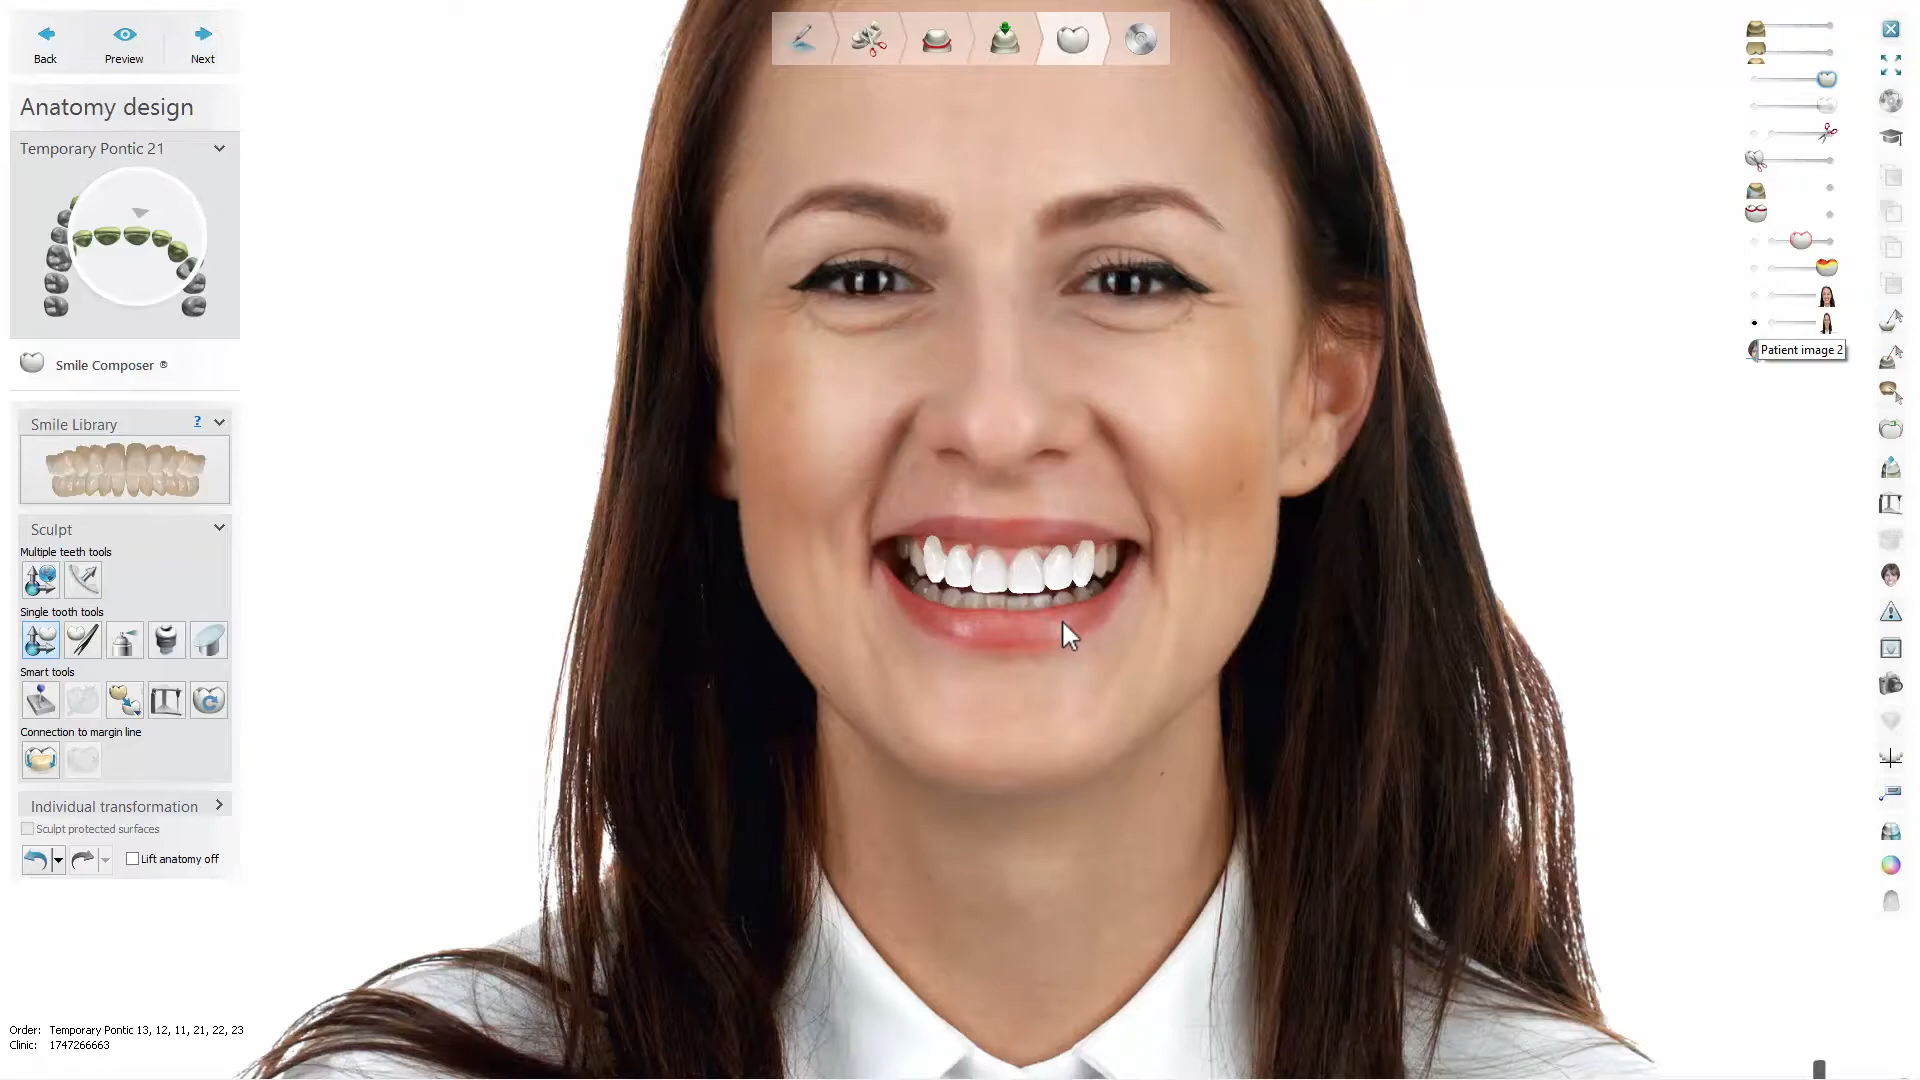 Back
Preview
Next
Anatomy design
Temporary Pontic 21
Smile Composer ®
Smile Library
?
Sculpt
Multiple teeth tools
Single tooth tools
Smart tools
Connection to margin line
Individual transformation
Sculpt protected surfaces
Lift anatomy off
Order: Temporary Pontic 13, 12, 11, 21, 22, 23
Clinic: 1747266663
Patient image 2